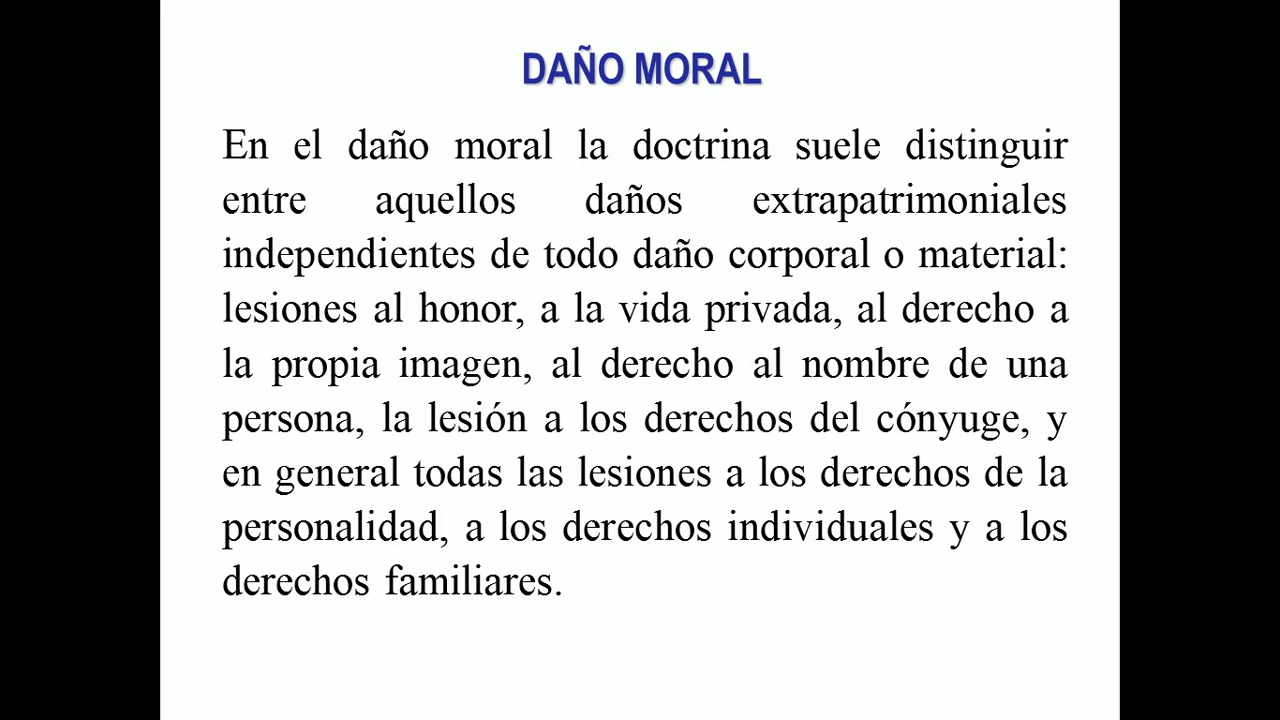 DAÑO MORAL
En el daño moral la doctrina suele distinguir
entre aquellos daños extrapatrimoniales
independientes de todo daño corporal o material:
lesiones al honor, a la vida privada, al derecho a
la propia imagen, al derecho al nombre de una
persona, la lesión a los derechos del cónyuge, y
en general todas las lesiones a los derechos de la
personalidad, a los derechos individuales y a los
derechos familiares.